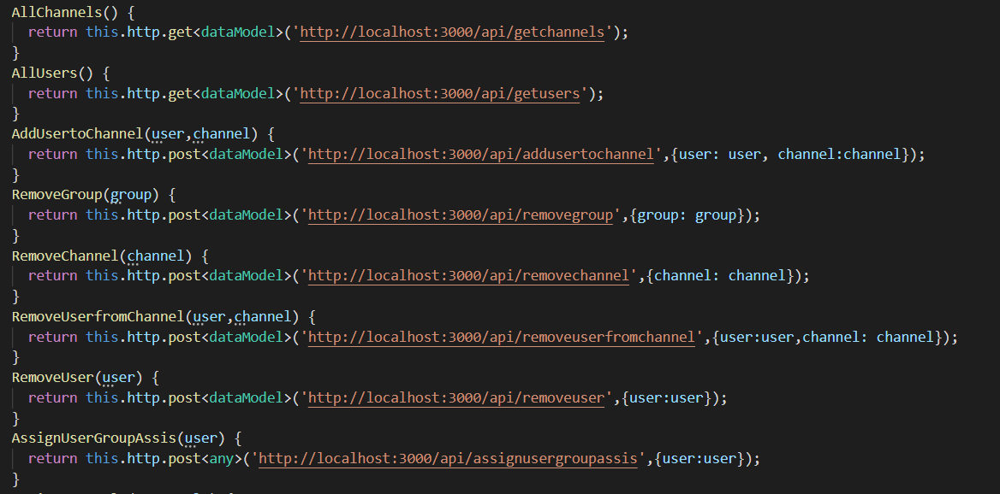 AllChannels() {
return this.http.get<dataModel>('http://localhost:3000/api/getchannels');
}
AllUsers() {
return this.http.get<dataModel>('http://localhost:3000/api/getusers');
}
AddUsertoChannel(user,channel) {
return this.http.post<dataModel>('http://localhost:3000/api/addusertochannel',{user: user, channel:channel});
}
RemoveGroup(group) {
return this.http.post<dataModel>('http://localhost:3000/api/removegroup',{group: group});
}
RemoveChannel(channel) {
return this.http.post<dataModel>('http://localhost:3000/api/removechannel',{channel: channel});
}
RemoveUserfromChannel(user,channel) {
return this.http.post<dataModel>('http://localhost:3000/api/removeuserfromchannel',{user:user,channel: channel});
}
RemoveUser(user) {
return this.http.post<dataModel>('http://localhost:3000/api/removeuser',{user:user});
}
AssignUserGroupAssis(user) {
return this.http.post<any>('http://localhost:3000/api/assignusergroupassis',{user:user});
}